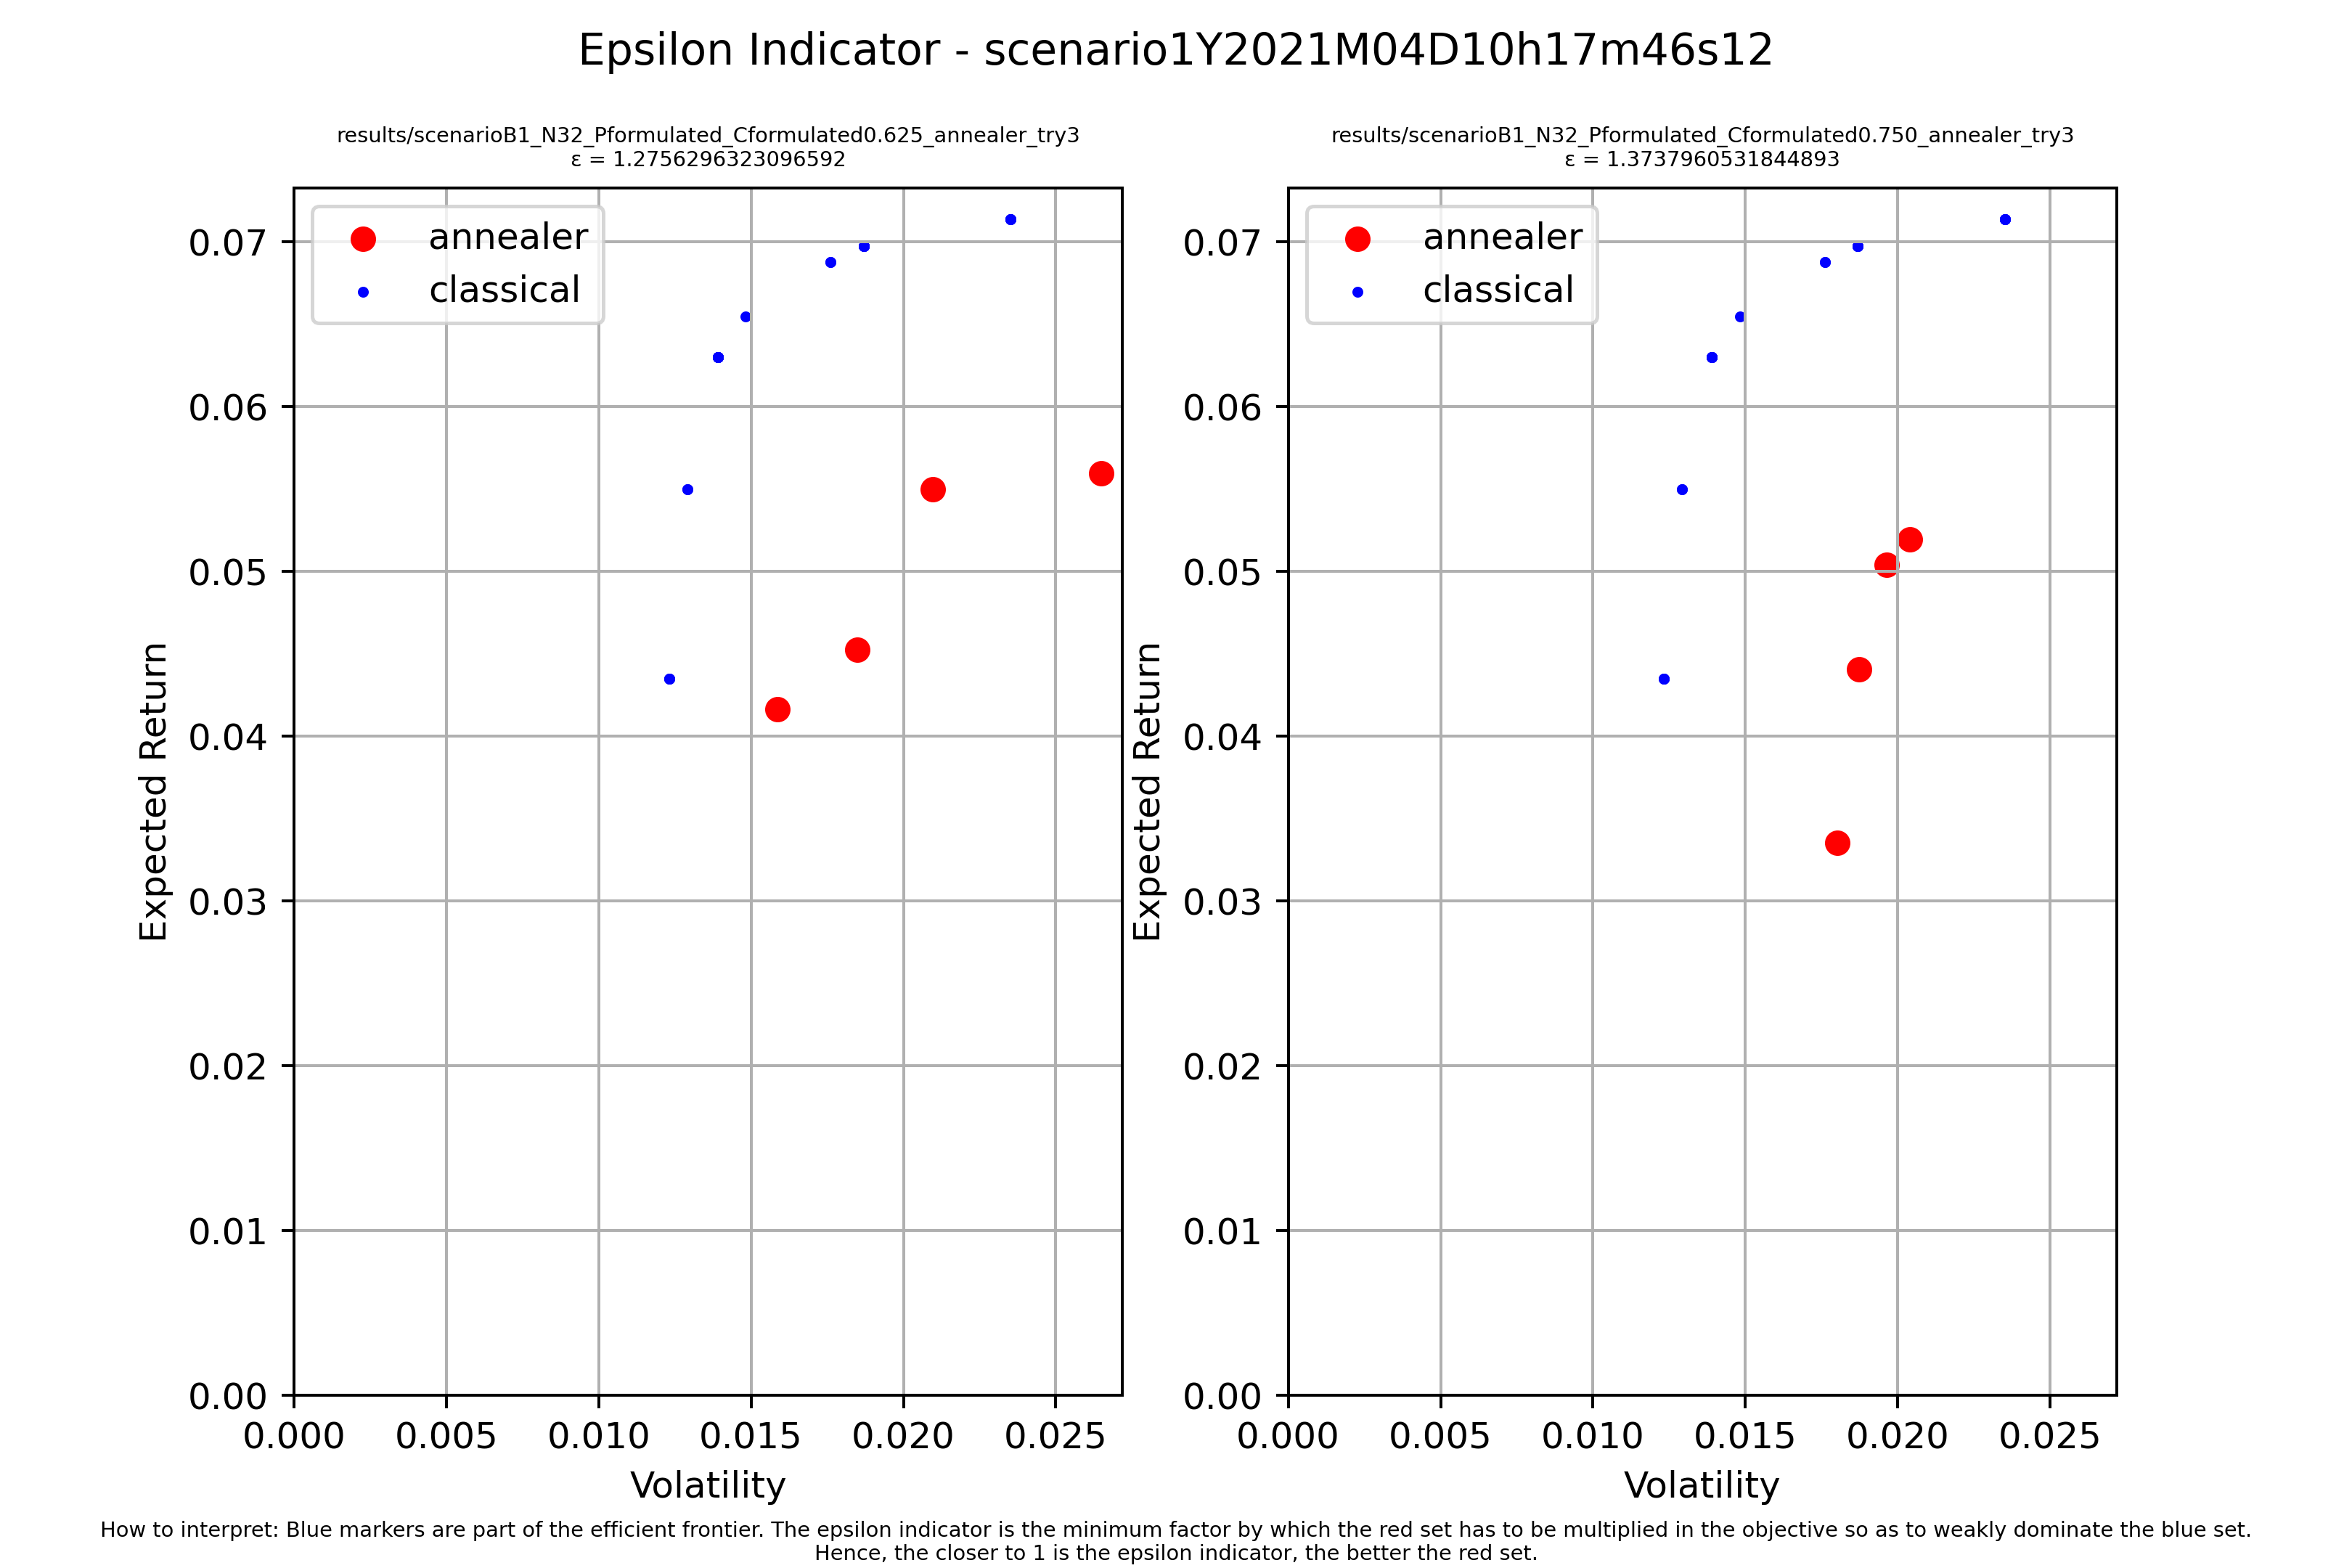 Epsilon Indicator - scenario1Y2021M04D10h17m46s12
results/scenarioB1_N32_Pformulated_Cformulated0.625_annealer_try3
ε = 1.2756296323096592
annealer
classical
0.07
0.06
0.05
0.04
0.03
0.02
0.01
0.00
Expected Return
0.000 0.005 0.010 0.015 0.020 0.025
Volatility
results/scenarioB1_N32_Pformulated_Cformulated0.750_annealer_try3
ε = 1.3737960531844893
annealer
classical
0.07
0.06
0.05
0.04
0.03
0.02
0.01
0.00
Expected Return
0.000 0.005 0.010 0.015 0.020 0.025
Volatility
How to interpret: Blue markers are part of the efficient frontier. The epsilon indicator is the minimum factor by which the red set has to be multiplied in the objective so as to weakly dominate the blue set.
Hence, the closer to 1 is the epsilon indicator, the better the red set.